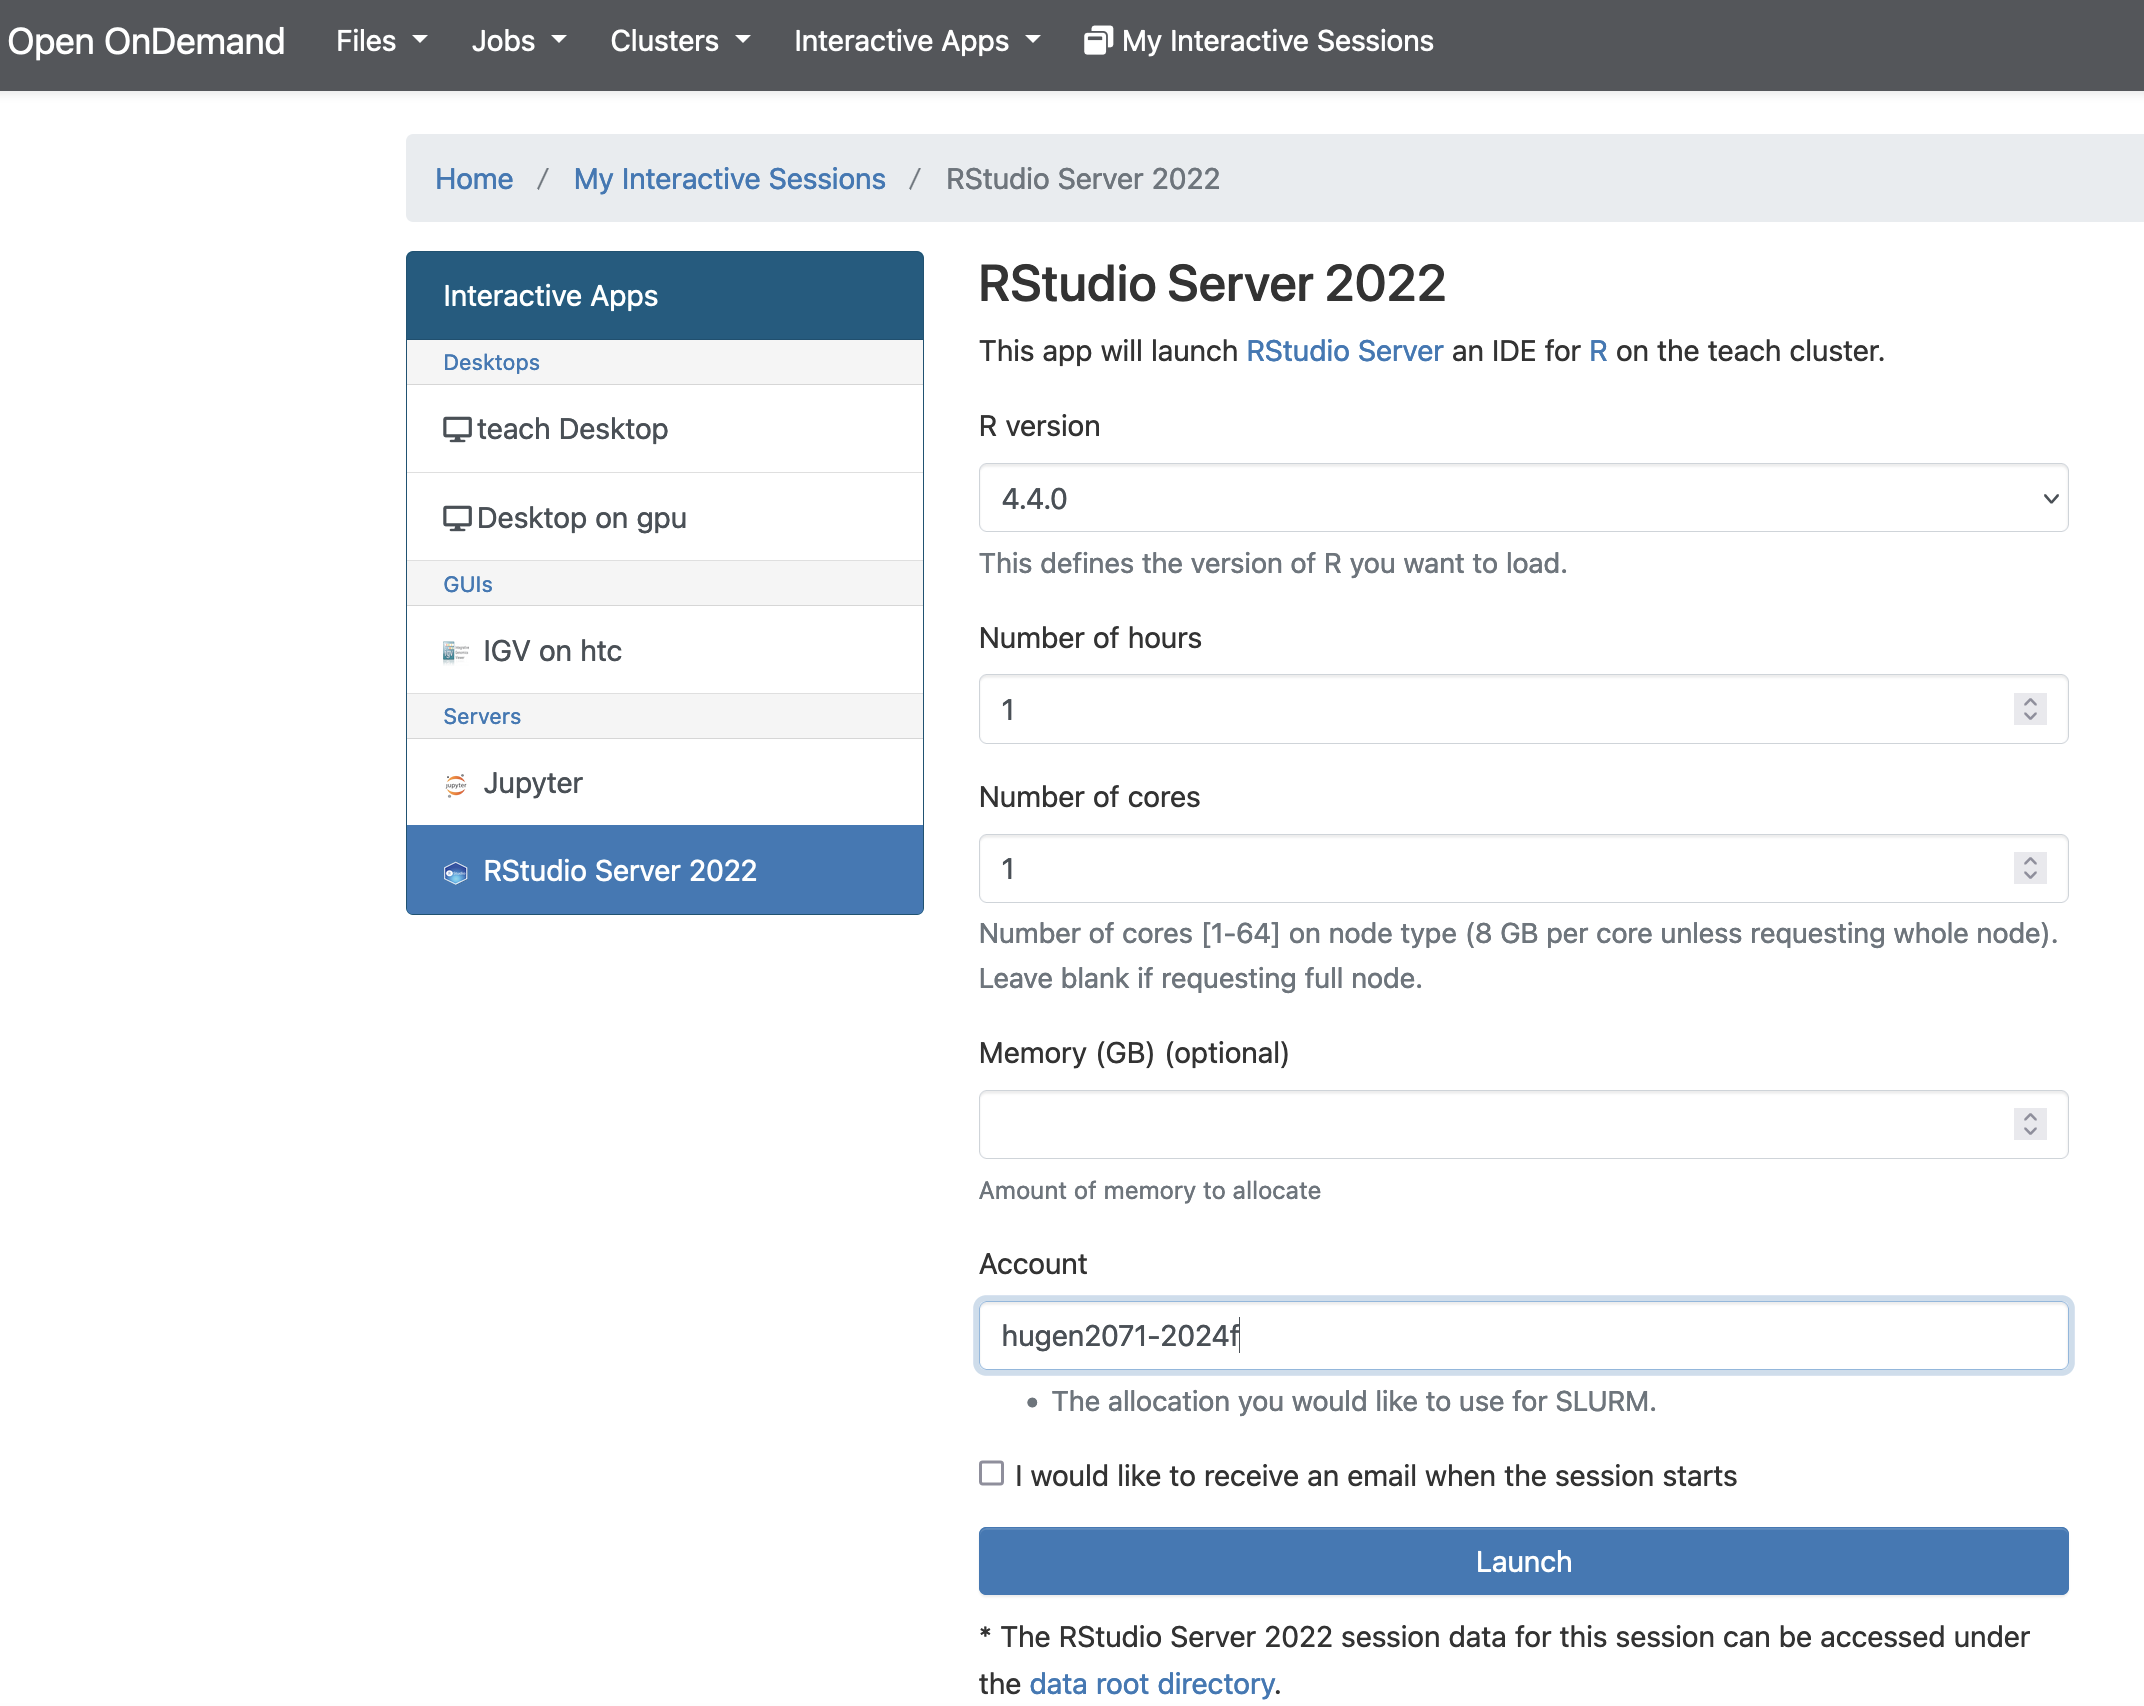 Open OnDemand
Files
Jobs
Clusters
Interactive Apps
My Interactive Sessions
Home / My Interactive Sessions / RStudio Server 2022
Interactive Apps
Desktops
teach Desktop
Desktop on gpu
GUIs
IGV on htc
Servers
Jupyter
RStudio Server 2022
RStudio Server 2022
This app will launch RStudio Server an IDE for R on the teach cluster.
R version
4.4.0
This defines the version of R you want to load.
Number of hours
1
Number of cores
1
Number of cores [1-64] on node type (8 GB per core unless requesting whole node).
Leave blank if requesting full node.
Memory (GB) (optional)
Amount of memory to allocate
Account
hugen2071-2024f
• The allocation you would like to use for SLURM.
I would like to receive an email when the session starts
Launch
* The RStudio Server 2022 session data for this session can be accessed under
the data root directory.